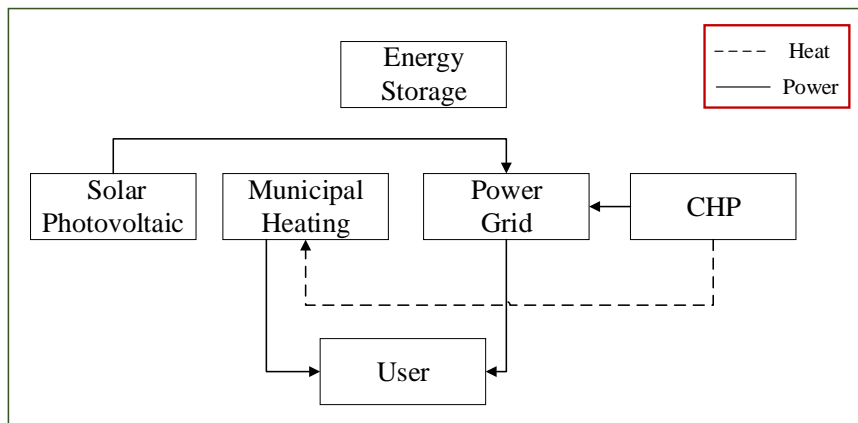 Energy
Storage
Heat
Power
Solar
Photovoltaic
Municipal
Heating
Power
Grid
CHP
User